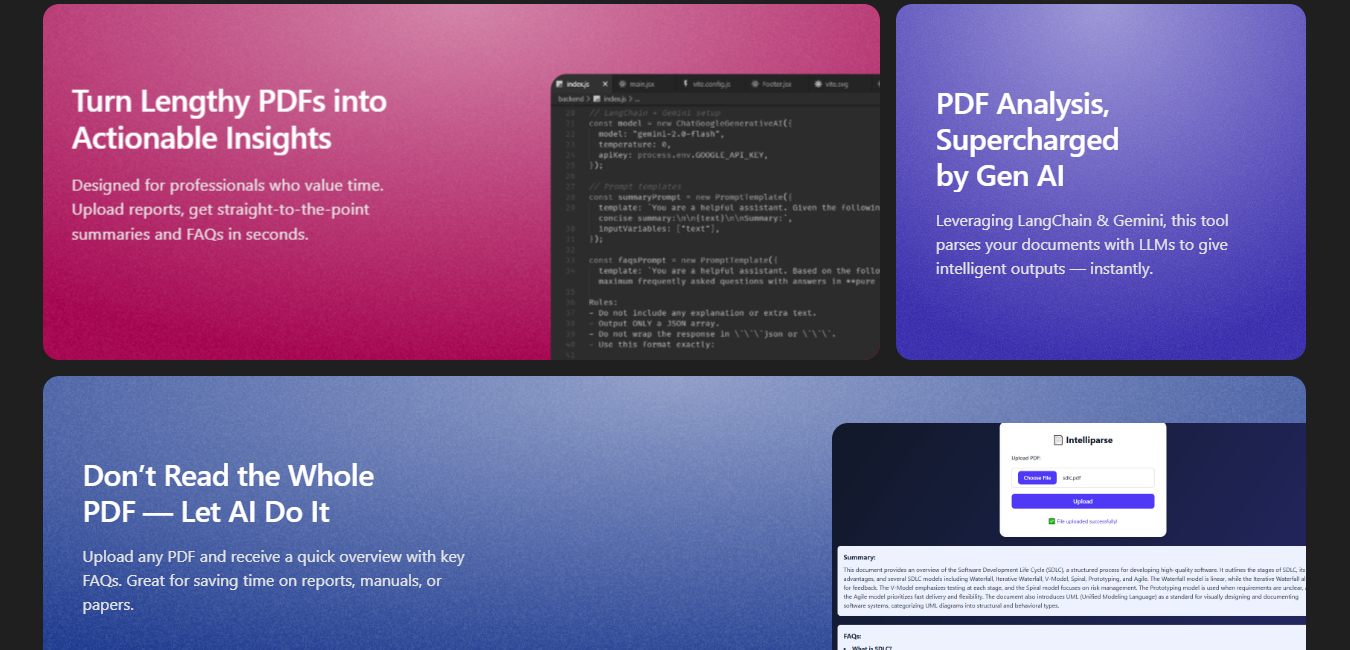 Turn Lengthy PDFs into
Actionable Insights
Designed for professionals who value time.
Upload reports, get straight-to-the-point
summaries and FAQs in seconds.
index.js × main.jsx vite.config.js Footer.jsx vite.svg
backend > index.js > ...
20 // LangChain + Gemini setup
21 const model = new ChatGoogleGenerativeAI({
22 model: "gemini-2.0-flash",
23 temperature: 0,
24 apiKey: process.env.GOOGLE_API_KEY,
25 });
26
27 // Prompt templates
28 const summaryPrompt = new PromptTemplate({
29 template: `You are a helpful assistant. Given the followin
concise summary:\n\n{text}\n\nSummary:`,
30 inputVariables: ["text"],
31 });
32
33 const faqsPrompt = new PromptTemplate({
34 template: `You are a helpful assistant. Based on the follo
maximum frequently asked questions with answers in **pure
35
36 Rules:
37 - Do not include any explanation or extra text.
38 - Output ONLY a JSON array.
39 - Do not wrap the response in \`\`\`json or \`\`\`.
40 - Use this format exactly:
41
PDF Analysis,
Supercharged
by Gen AI
Leveraging LangChain & Gemini, this tool
parses your documents with LLMs to give
intelligent outputs — instantly.
Don’t Read the Whole
PDF — Let AI Do It
Upload any PDF and receive a quick overview with key
FAQs. Great for saving time on reports, manuals, or
papers.
Intelliparse
Upload PDF:
Choose File sdlc.pdf
Upload
File uploaded successfully!
Summary:
This document provides an overview of the Software Development Life Cycle (SDLC), a structured process for developing high-quality software. It outlines the stages of SDLC, its
advantages, and several SDLC models including Waterfall, Iterative Waterfall, V-Model, Spiral, Prototyping, and Agile. The Waterfall model is linear, while the Iterative Waterfall al
for feedback. The V-Model emphasizes testing at each stage, and the Spiral model focuses on risk management. The Prototyping model is used when requirements are unclear,
the Agile model prioritizes fast delivery and flexibility. The document also introduces UML (Unified Modeling Language) as a standard for visually designing and documenting
software systems, categorizing UML diagrams into structural and behavioral types.
FAQs:
• What is SDLC?